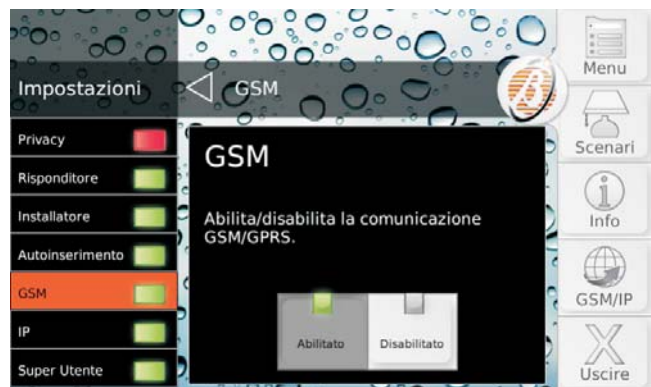 Impostazioni
GSM
Privacy
Risponditore
Installatore
Autoinserimento
GSM
IP
Super Utente
GSM
Abilita/disabilita la comunicazione
GSM/GPRS.
Abilitato
Disabilitato
Menu
Scenari
Info
GSM/IP
Uscire